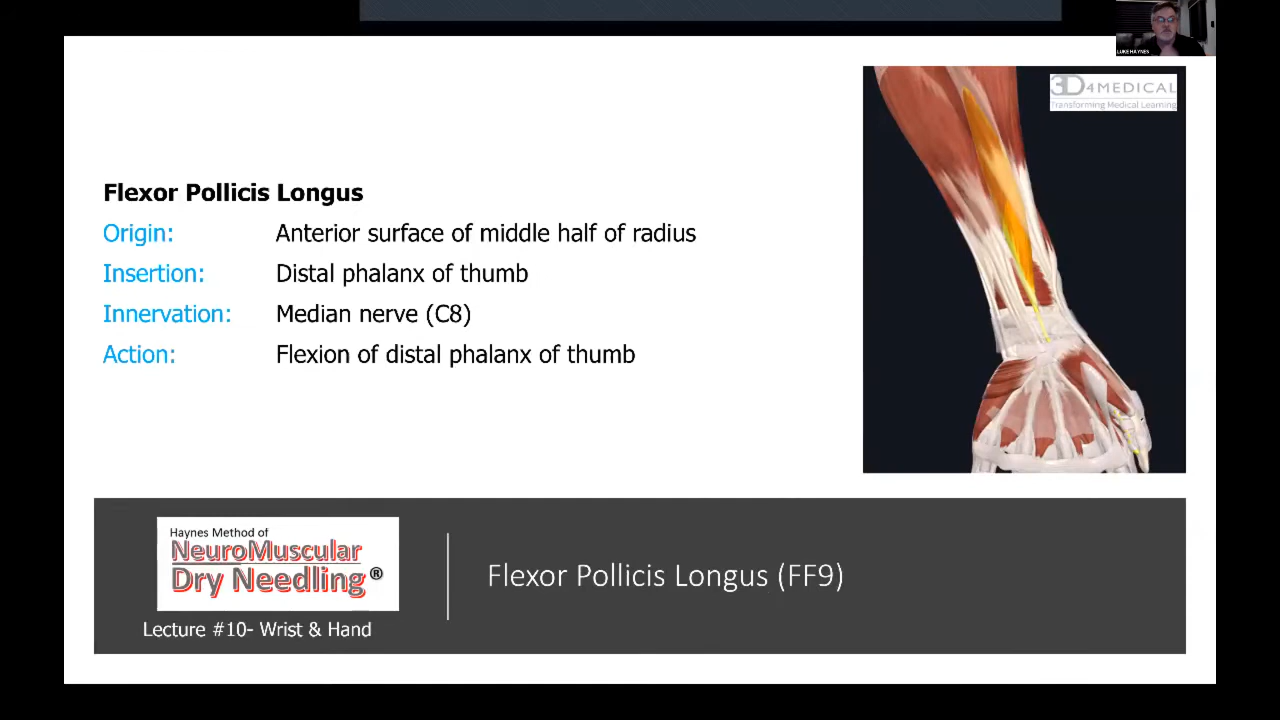 LUKE HAYNES
3D4MEDICAL
Transforming Medical Learning
Flexor Pollicis Longus
Origin: Anterior surface of middle half of radius
Insertion: Distal phalanx of thumb
Innervation: Median nerve (C8)
Action: Flexion of distal phalanx of thumb
Haynes Method of
NeuroMuscular
Dry Needling®
Lecture #10- Wrist & Hand
Flexor Pollicis Longus (FF9)